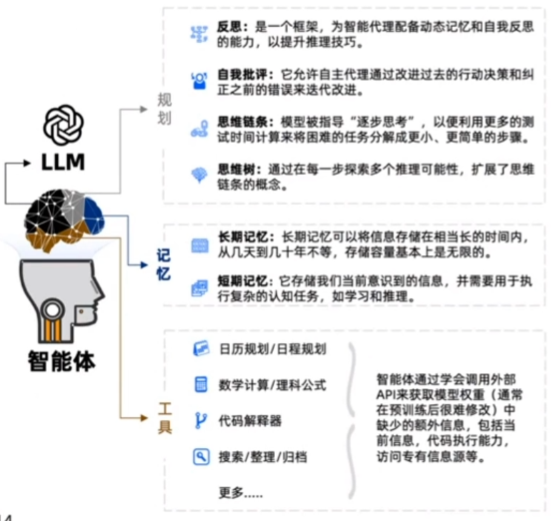 反思：是一个框架，为智能代理配备动态记忆和自我反思
的能力，以提升推理技巧。
自我批评：它允许自主代理通过改进过去的行动决策和纠
正之前的错误来迭代改进。
规划
思维链条：模型被指导“逐步思考”，以便利用更多的测
试时间计算来将困难的任务分解成更小、更简单的步骤。
思维树：通过在每一步探索多个推理可能性，扩展了思维
链条的概念。
LLM
长期记忆：长期记忆可以将信息存储在相当长的时间内，
从几天到几十年不等，存储容量基本上是无限的。
记忆
短期记忆：它存储我们当前意识到的信息，并需要用于执
行复杂的认知任务，如学习和推理。
智能体
日历规划/日程规划
数学计算/理科公式
工具
代码解释器
搜索/整理/归档
更多.....
智能体通过学会调用外部
API来获取模型权重（通常
在预训练后很难修改）中
缺少的额外信息，包括当
前信息，代码执行能力，
访问专有信息源等。